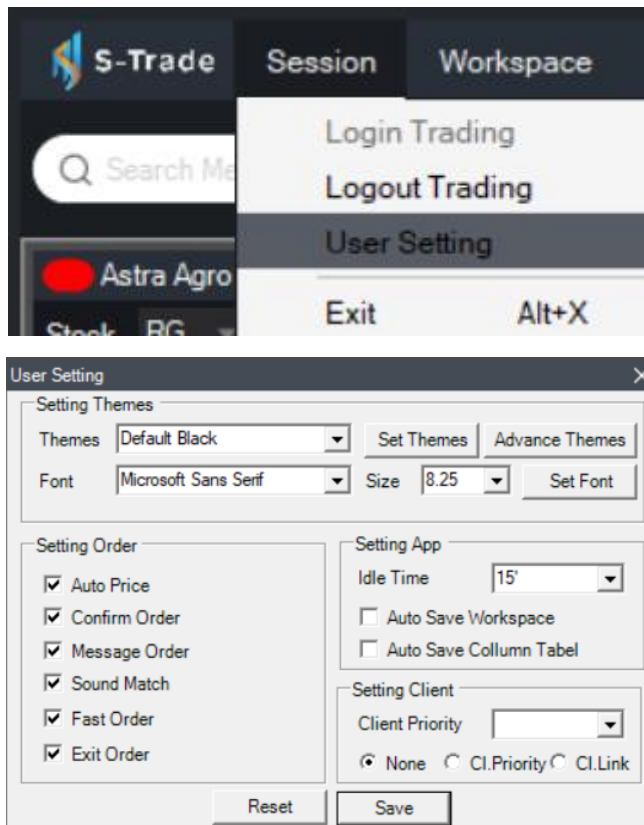 S-Trade Session Workspace
Login Trading
Search Me
Logout Trading
User Setting
Astra Agro
Exit Alt+X
Stock RG
User Setting
Setting Themes
Themes Default Black Set Themes Advance Themes
Font Microsoft Sans Serif Size 8.25 Set Font
Setting Order
Auto Price
Confirm Order
Message Order
Sound Match
Fast Order
Exit Order
Setting App
Idle Time 15'
Auto Save Workspace
Auto Save Collumn Tabel
Setting Client
Client Priority
None CI.Priority CI.Link
Reset Save